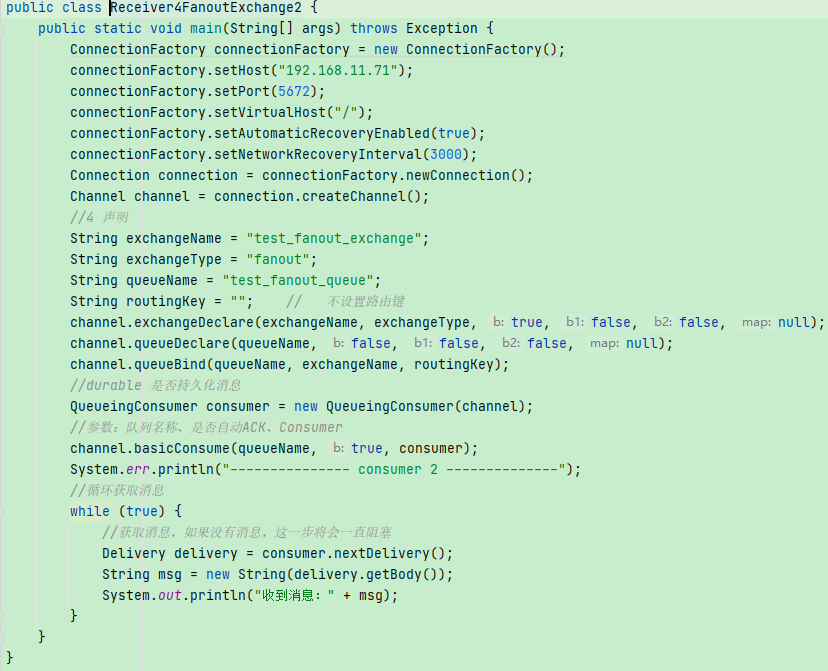 public class Receiver4FanoutExchange2 {
    public static void main(String[] args) throws Exception {
        ConnectionFactory connectionFactory = new ConnectionFactory();
        connectionFactory.setHost("192.168.11.71");
        connectionFactory.setPort(5672);
        connectionFactory.setVirtualHost("/");
        connectionFactory.setAutomaticRecoveryEnabled(true);
        connectionFactory.setNetworkRecoveryInterval(3000);
        Connection connection = connectionFactory.newConnection();
        Channel channel = connection.createChannel();
        //4 声明
        String exchangeName = "test_fanout_exchange";
        String exchangeType = "fanout";
        String queueName = "test_fanout_queue";
        String routingKey = "";    //   不设置路由键
        channel.exchangeDeclare(exchangeName, exchangeType, b: true, b1: false, b2: false, map: null);
        channel.queueDeclare(queueName, b: false, b1: false, b2: false, map: null);
        channel.queueBind(queueName, exchangeName, routingKey);
        //durable 是否持久化消息
        QueueingConsumer consumer = new QueueingConsumer(channel);
        //参数：队列名称、是否自动ACK、Consumer
        channel.basicConsume(queueName, b: true, consumer);
        System.err.println("--------------- consumer 2 --------------");
        //循环获取消息
        while (true) {
            //获取消息，如果没有消息，这一步将会一直阻塞
            Delivery delivery = consumer.nextDelivery();
            String msg = new String(delivery.getBody());
            System.out.println("收到消息：" + msg);
        }
    }
}